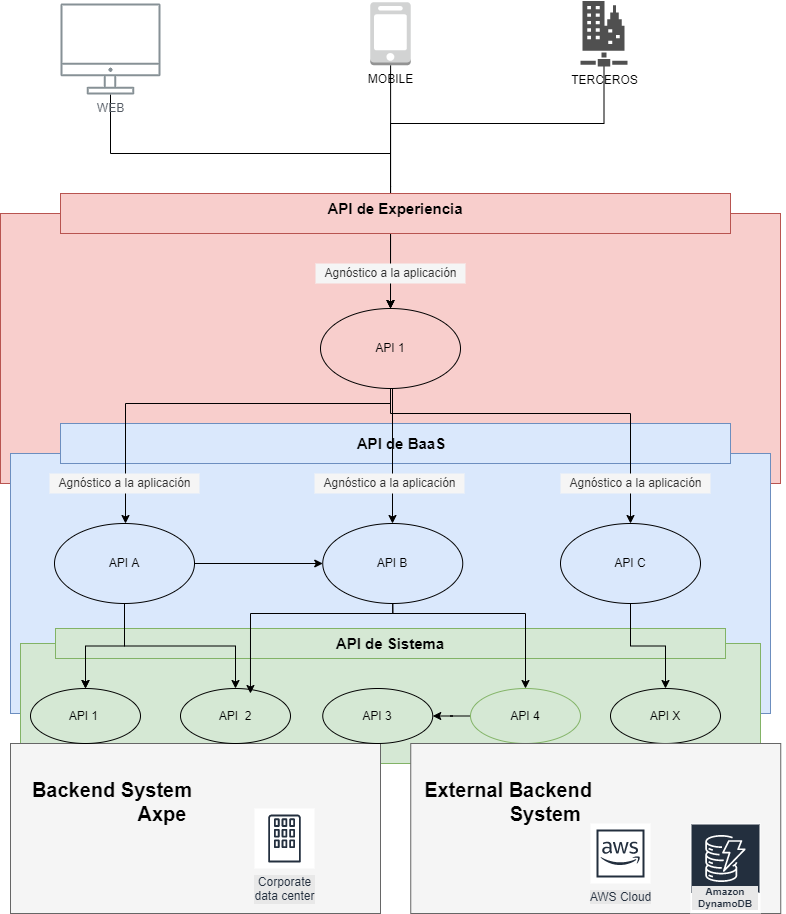 WEB
MOBILE
TERCEROS
API de Experiencia
Agnóstico a la aplicación
API 1
API de BaaS
Agnóstico a la aplicación
Agnóstico a la aplicación
Agnóstico a la aplicación
API A
API B
API C
API de Sistema
API 1
API 2
API 3
API 4
API X
Backend System
Axpe
External Backend
System
Corporate
data center
aws
AWS Cloud
Amazon
DynamoDB